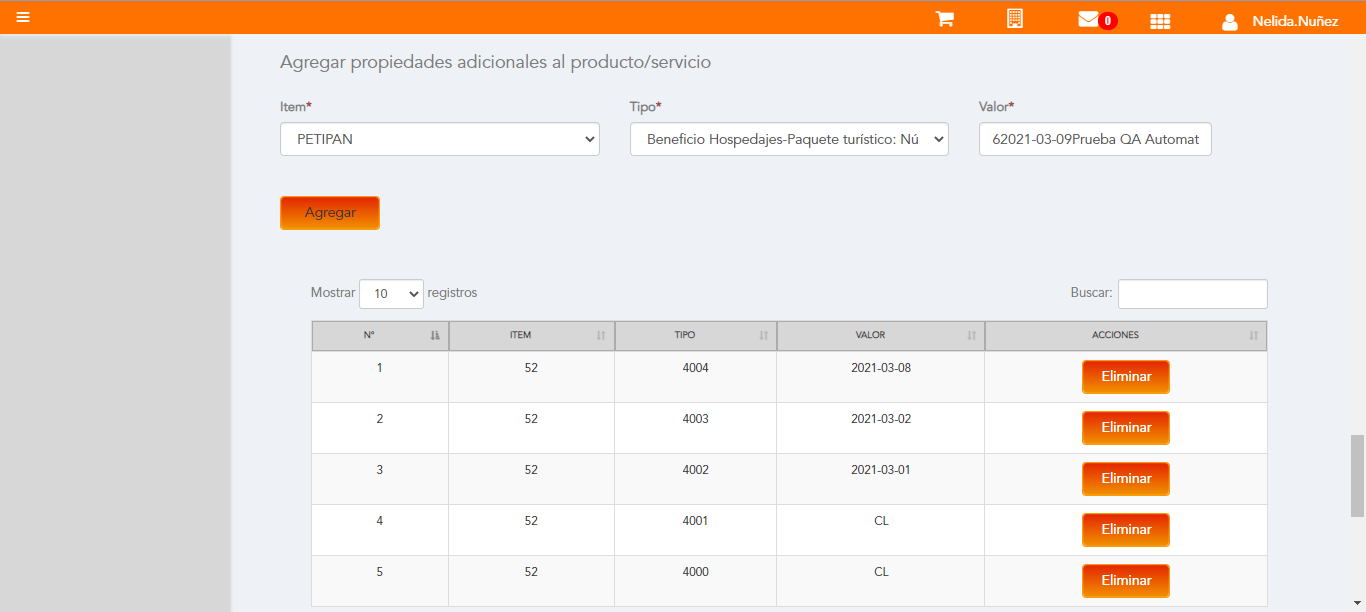 0 Nelida.Nuñez
Agregar propiedades adicionales al producto/servicio
Item* Tipo* Valor*
PETIPAN Beneficio Hospedajes-Paquete turístico: Nú 62021-03-09Prueba QA Automat
Agregar
Mostrar 10 registros Buscar:
N° ITEM TIPO VALOR ACCIONES
1 52 4004 2021-03-08 Eliminar
2 52 4003 2021-03-02 Eliminar
3 52 4002 2021-03-01 Eliminar
4 52 4001 CL Eliminar
5 52 4000 CL Eliminar